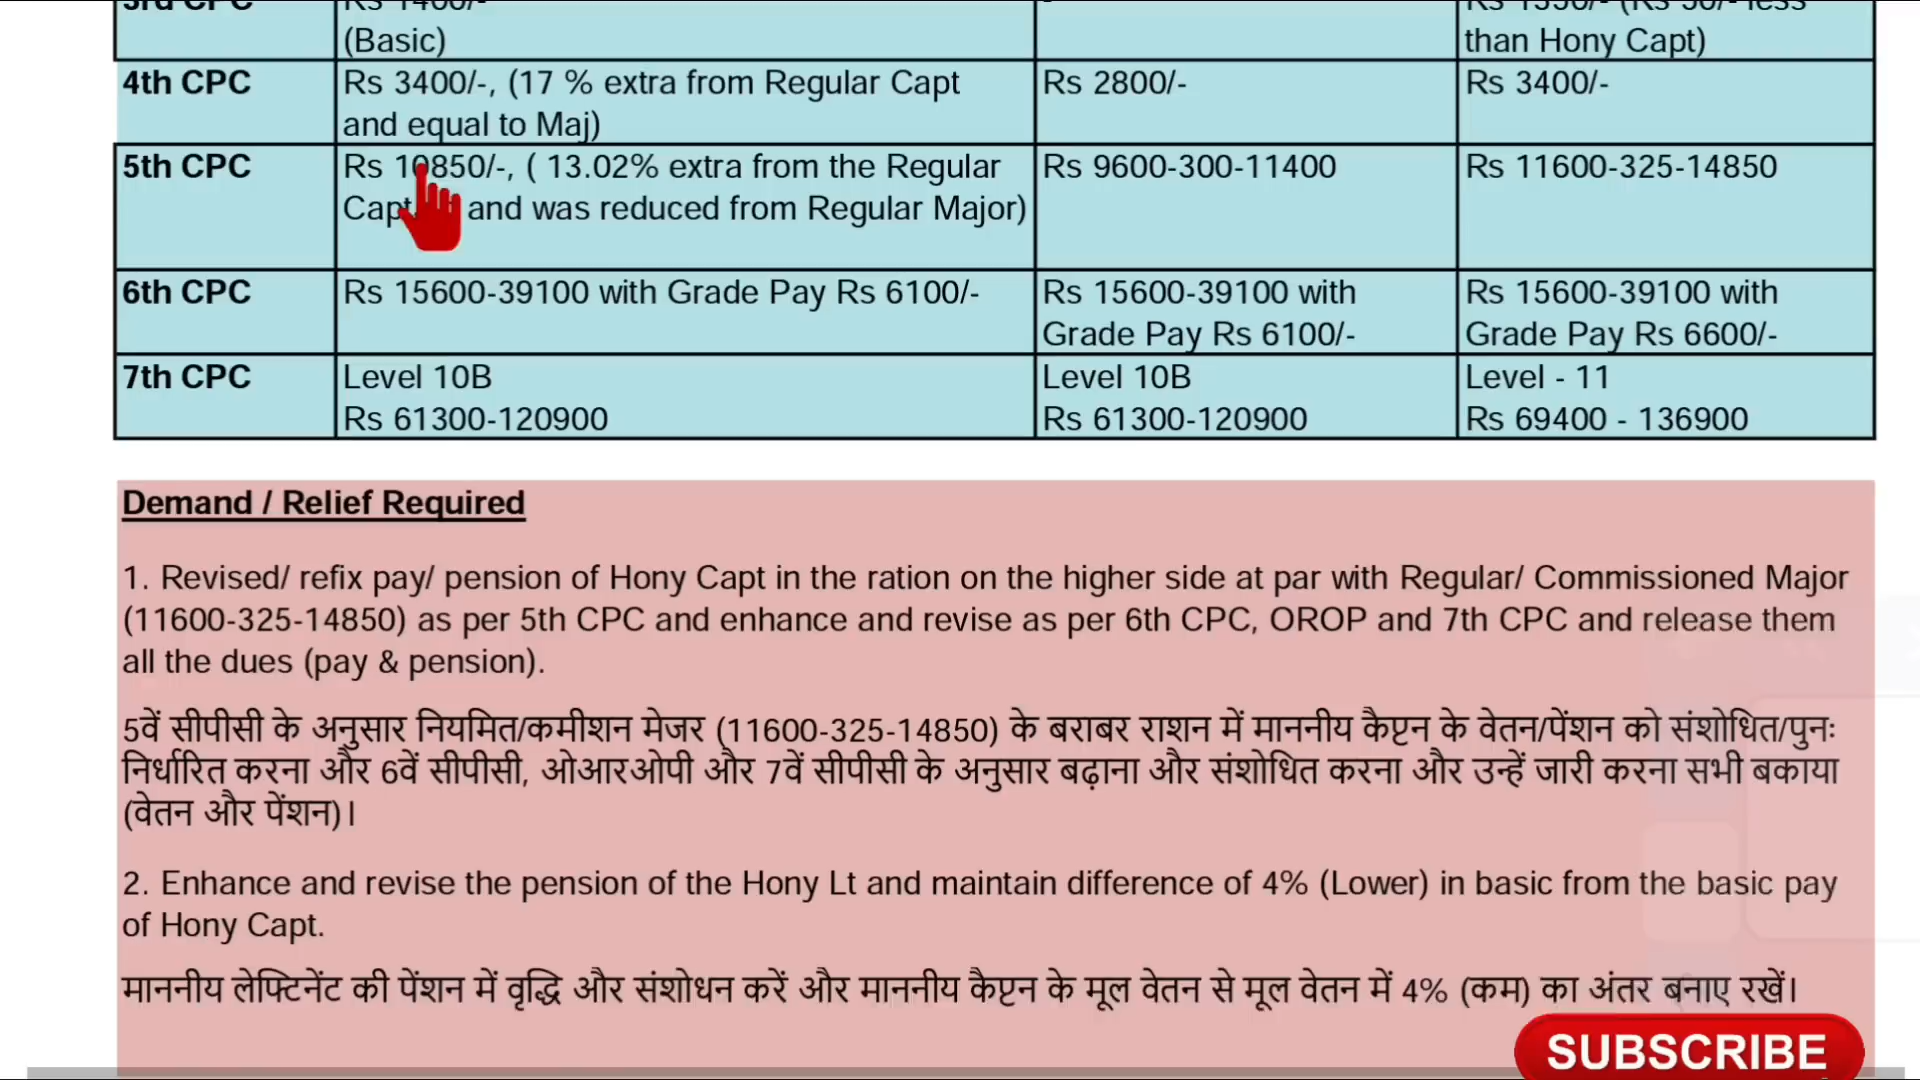 3rd CPC Rs 1400/- - Rs 1350/- (Rs 50/- less
(Basic) than Hony Capt)
4th CPC Rs 3400/-, (17 % extra from Regular Capt Rs 2800/- Rs 3400/-
and equal to Maj)
5th CPC Rs 10850/-, ( 13.02% extra from the Regular Rs 9600-300-11400 Rs 11600-325-14850
and was reduced from Regular Major)
6th CPC Rs 15600-39100 with Grade Pay Rs 6100/- Rs 15600-39100 with Rs 15600-39100 with
Grade Pay Rs 6100/- Grade Pay Rs 6600/-
7th CPC Level 10B Level 10B Level - 11
Rs 61300-120900 Rs 61300-120900 Rs 69400 - 136900
Demand / Relief Required
1. Revised/ refix pay/ pension of Hony Capt in the ration on the higher side at par with Regular/ Commissioned Major
(11600-325-14850) as per 5th CPC and enhance and revise as per 6th CPC, OROP and 7th CPC and release them
all the dues (pay & pension).
5वें सीपीसी के अनुसार नियमित/कमीशन मेजर (11600-325-14850) के बराबर राशन में माननीय कैप्टन के वेतन/पेंशन को संशोधित/पुनः
निर्धारित करना और 6वें सीपीसी, ओआरओपी और 7वें सीपीसी के अनुसार बढ़ाना और संशोधित करना और उन्हें जारी करना सभी बकाया
(वेतन और पेंशन)।
2. Enhance and revise the pension of the Hony Lt and maintain difference of 4% (Lower) in basic from the basic pay
of Hony Capt.
माननीय लेफ्टिनेंट की पेंशन में वृद्धि और संशोधन करें और माननीय कैप्टन के मूल वेतन से मूल वेतन में 4% (कम) का अंतर बनाए रखें।
SUBSCRIBE